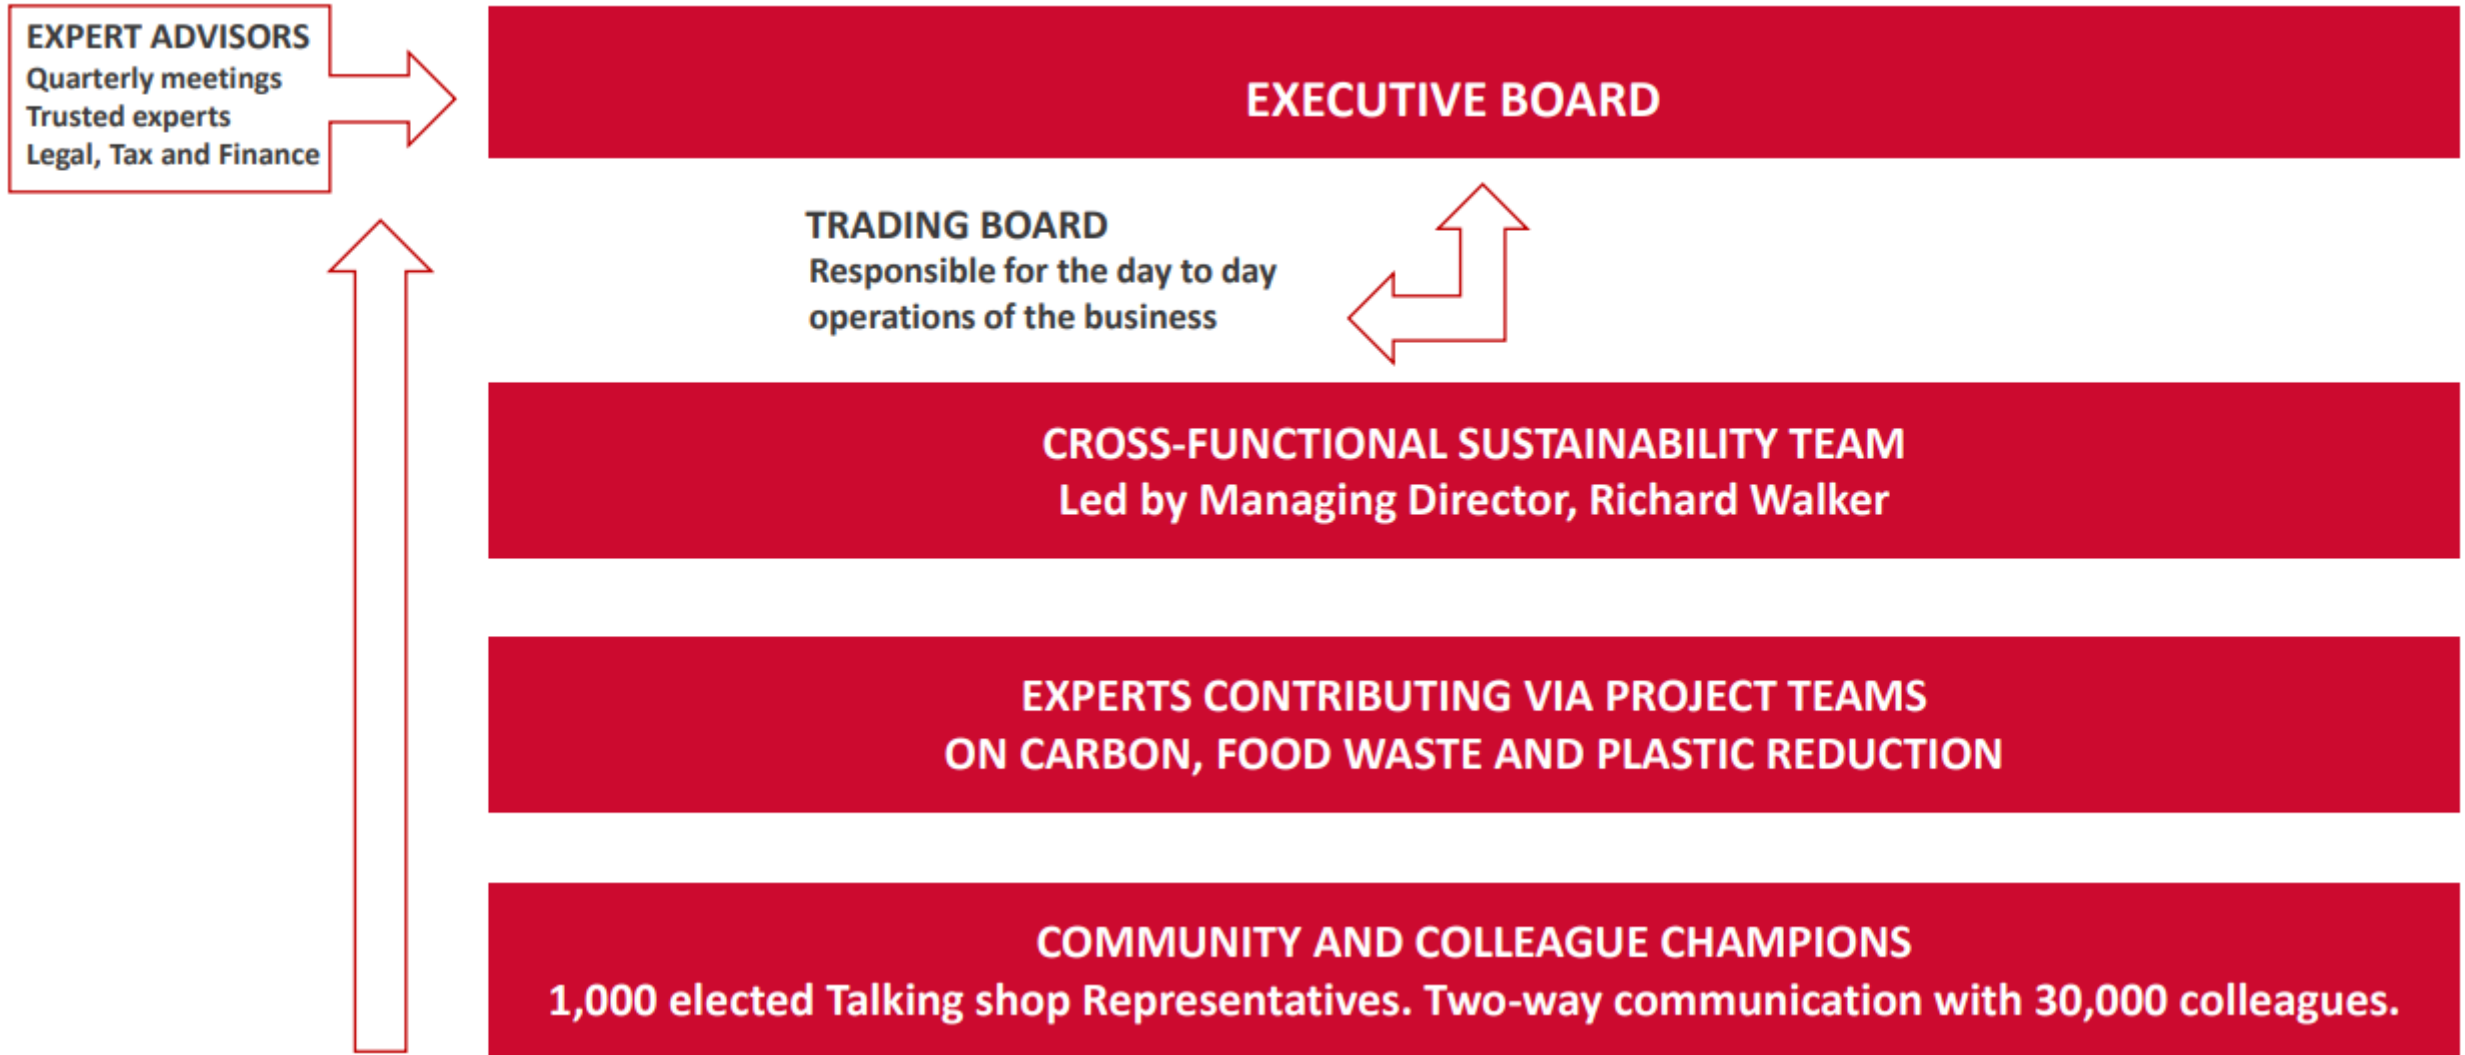 EXPERT ADVISORS
Quarterly meetings
Trusted experts
Legal, Tax and Finance
EXECUTIVE BOARD
TRADING BOARD
Responsible for the day to day
operations of the business
CROSS-FUNCTIONAL SUSTAINABILITY TEAM
Led by Managing Director, Richard Walker
EXPERTS CONTRIBUTING VIA PROJECT TEAMS
ON CARBON, FOOD WASTE AND PLASTIC REDUCTION
COMMUNITY AND COLLEAGUE CHAMPIONS
1,000 elected Talking shop Representatives. Two-way communication with 30,000 colleagues.